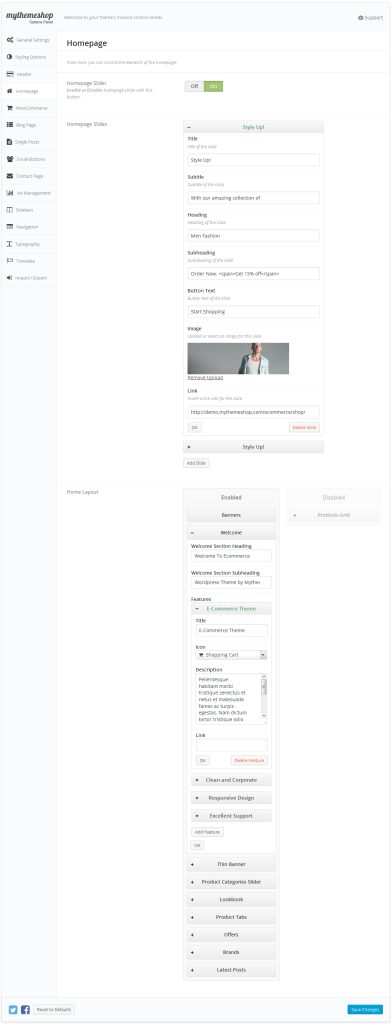 mythemeshop
Options Panel
Welcome to your theme's mission control center.
Support
General Settings
Styling Options
Header
Homepage
WooCommerce
Blog Page
Single Posts
Social Buttons
Contact Page
Ad Management
Sidebars
Navigation
Typography
Translate
Import / Export
Homepage
From here, you can control the elements of the homepage.
Homepage Slider
Enable or Disable homepage slider with this
button.
Off
On
Homepage Slides
Style Up!
Title
Title of the slide
Style Up!
Subtitle
Subtitle of the slide
With our amazing collection of
Heading
Heading of the slide
Men Fashion
Subheading
Subheading of the slide
Order Now, <span>Get 15% off<span>
Button Text
Button text of the slide
Start Shopping
Image
Upload or select an image for this slide
Remove Upload
Link
Insert a link URL for the slide
http://demo.mythemeshop.com/ecommerce/shop/
OK
Delete Slide
Style Up!
Add Slide
Home Layout
Enabled
Disabled
Banners
Products Grid
Welcome
Welcome Section Heading
Welcome To Ecommerce
Welcome Section Subheading
Wordpress Theme by Mythe
Features
E-Commerce Theme
Title
E-Commerce Theme
Icon
Shopping Cart
Description
Pellentesque
habitant morbi
tristique senectus et
netus et malesuada
fames ac turpis
egestas. Nam dictum
tortor tristique odio
Link
OK
Delete Feature
Clean and Corporate
Responsive Design
Excellent Support
Add Feature
OK
Thin Banner
Product Categories Slider
Lookbook
Product Tabs
Offers
Brands
Latest Posts
Reset to Defaults
Save Changes